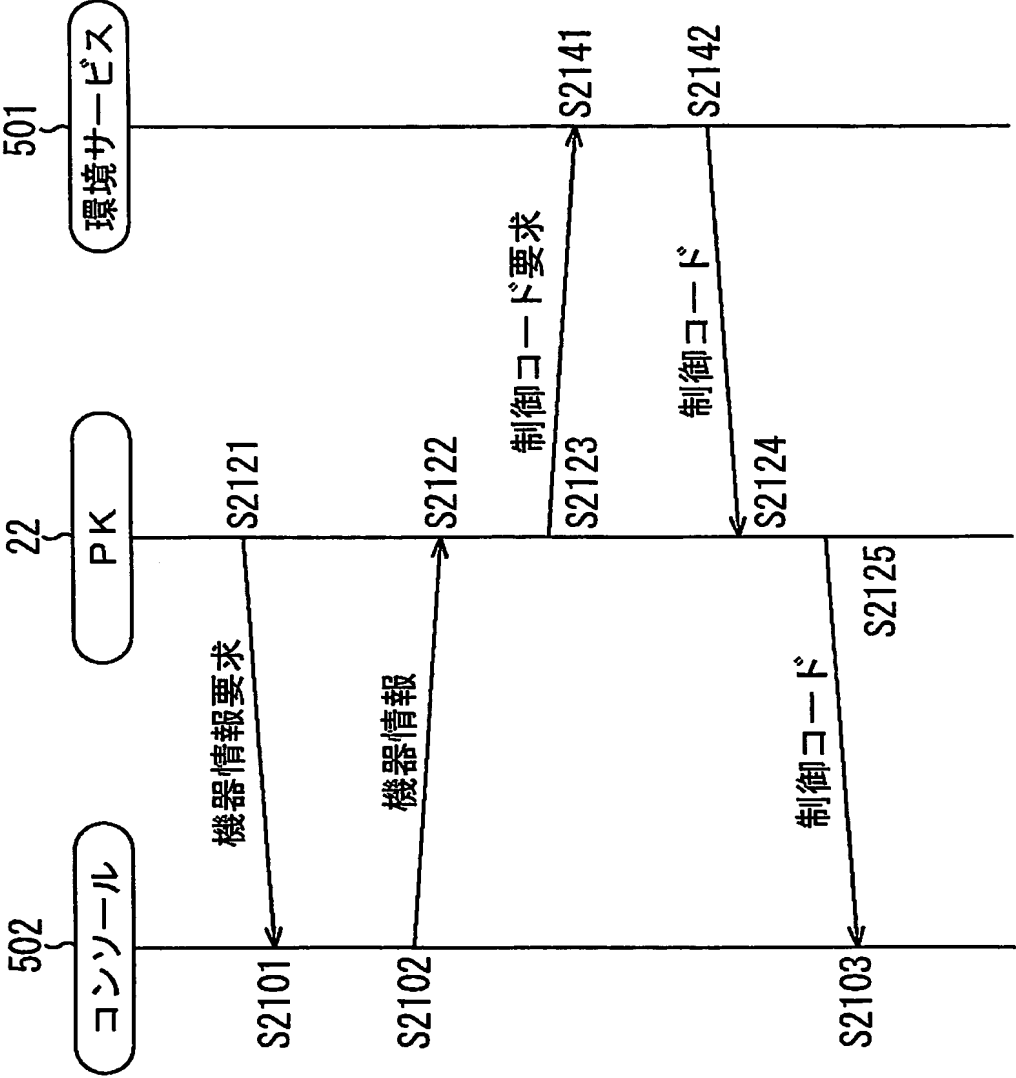 502
コンソール
22
PK
501
環境サービス
S2121
機器情報要求
S2101
S2102
機器情報
S2122
S2123
制御コード要求
S2141
S2142
制御コード
S2124
S2125
制御コード
S2103